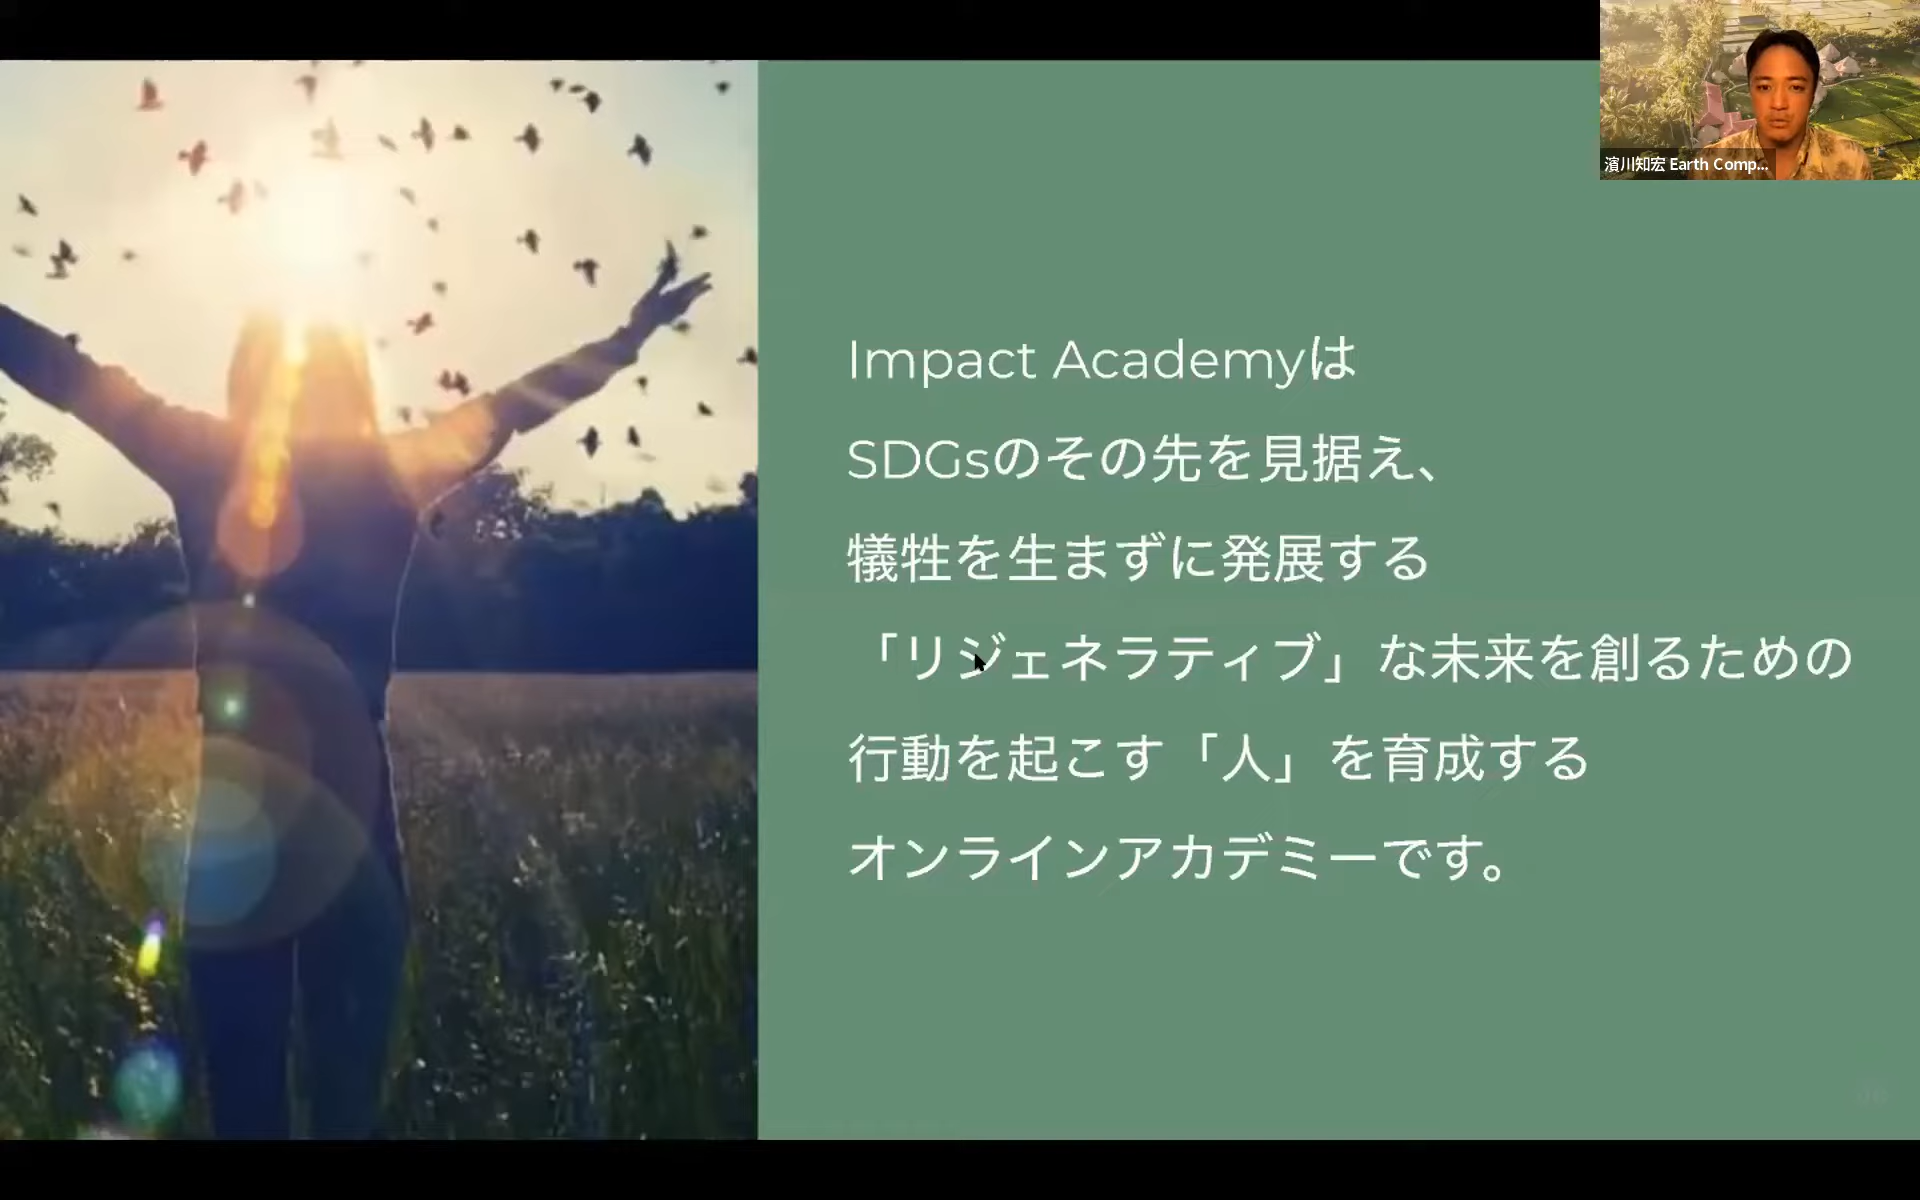 濱川知宏 Earth Comp...
Impact Academyは
SDGsのその先を見据え、
犠牲を生まずに発展する
「リジェネラティブ」な未来を創るための
行動を起こす「人」を育成する
オンラインアカデミーです。